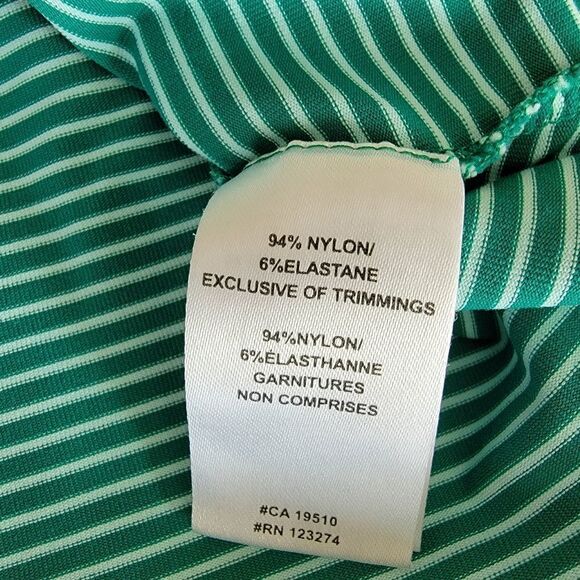 94% NYLON/
6%ELASTANE
EXCLUSIVE OF TRIMMINGS
94%NYLON/
6%ÉLASTHANNE
GARNITURES
NON COMPRISES
#CA 19510
#RN 123274